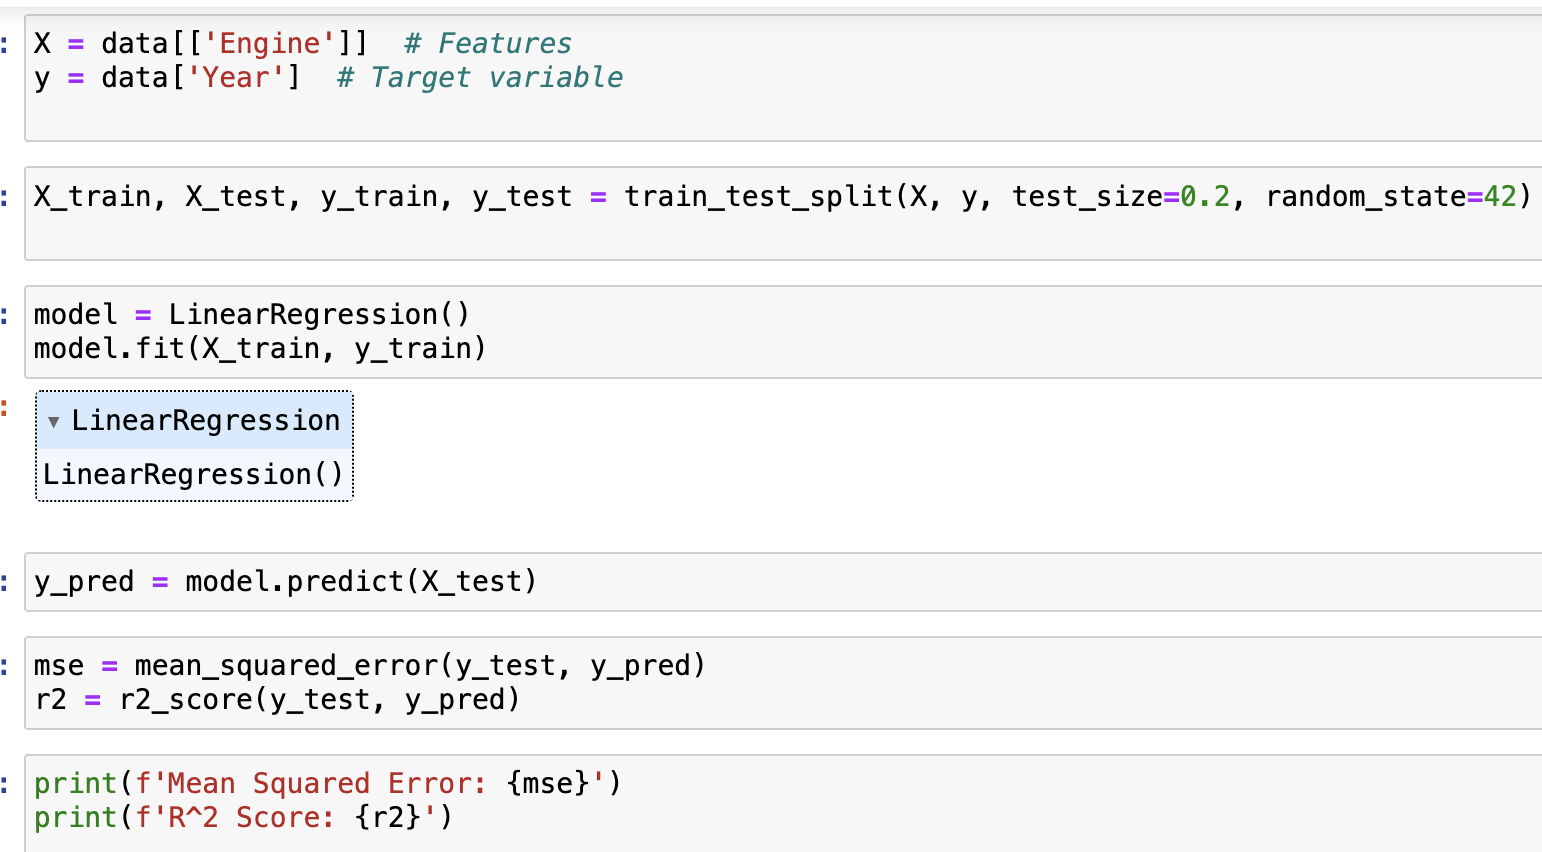 : X = data[['Engine']]  # Features
y = data['Year']  # Target variable
: X_train, X_test, y_train, y_test = train_test_split(X, y, test_size=0.2, random_state=42)
: model = LinearRegression()
model.fit(X_train, y_train)
: ▼ LinearRegression
LinearRegression()
: y_pred = model.predict(X_test)
: mse = mean_squared_error(y_test, y_pred)
r2 = r2_score(y_test, y_pred)
: print(f'Mean Squared Error: {mse}')
print(f'R^2 Score: {r2}')